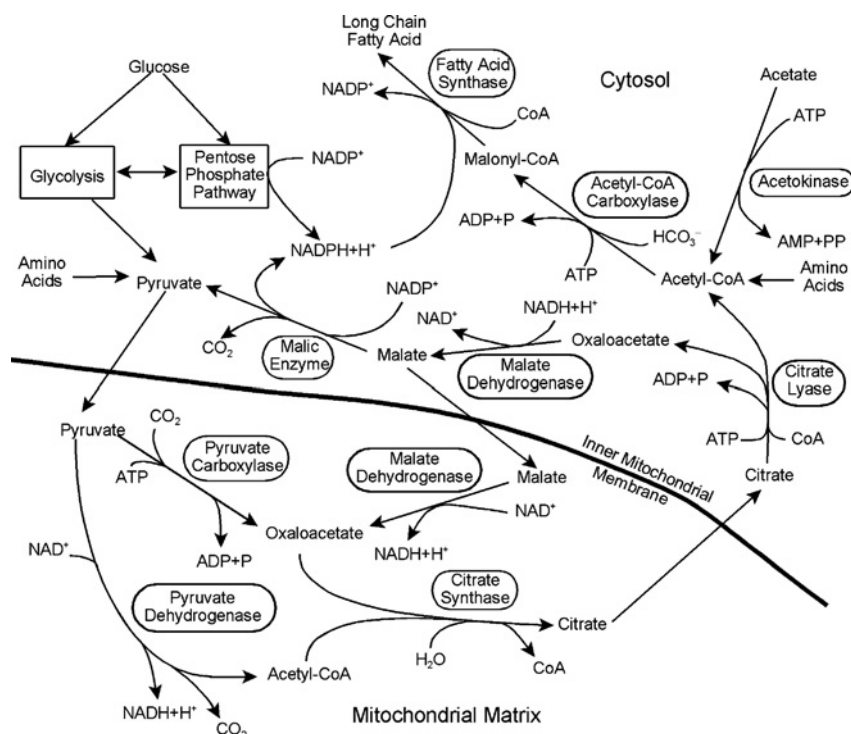 Long Chain
Fatty Acid
Glucose
Fatty Acid
Synthase
Cytosol
Acetate
NADP⁺
CoA
ATP
Glycolysis
Pentose
Phosphate
Pathway
NADP⁺
Malonyl-CoA
Acetyl-CoA
Carboxylase
Acetokinase
ADP+P
HCO₃⁻
AMP+PP
NADPH+H⁺
ATP
Amino
Acids
Pyruvate
Acetyl-CoA
Amino
Acids
NADP⁺
NADH+H⁺
NAD⁺
Oxaloacetate
CO₂
Malic
Enzyme
Malate
Malate
Dehydrogenase
ADP+P
Citrate
Lyase
Pyruvate
CO₂
ATP
CoA
Pyruvate
Carboxylase
Malate
Dehydrogenase
Malate
Inner Mitochondrial
Membrane
Citrate
ATP
NAD⁺
Oxaloacetate
NAD⁺
ADP+P
NADH+H⁺
Pyruvate
Dehydrogenase
Citrate
Synthase
Citrate
Acetyl-CoA
H₂O
CoA
NADH+H⁺
CO₂
Mitochondrial Matrix